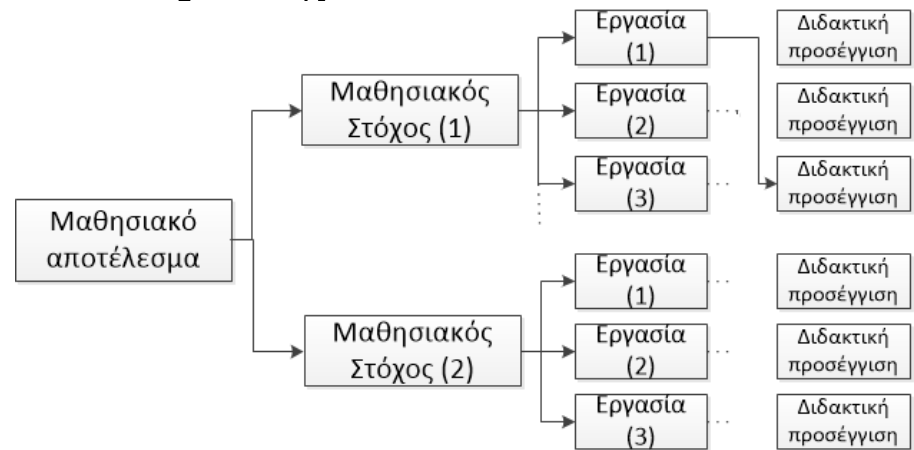 Εργασία
(1)
Διδακτική
προσέγγιση
Μαθησιακός
Στόχος (1)
Εργασία
(2)
Διδακτική
προσέγγιση
Εργασία
(3)
Διδακτική
προσέγγιση
Μαθησιακό
αποτέλεσμα
Εργασία
(1)
Διδακτική
προσέγγιση
Μαθησιακός
Στόχος (2)
Εργασία
(2)
Διδακτική
προσέγγιση
Εργασία
(3)
Διδακτική
προσέγγιση